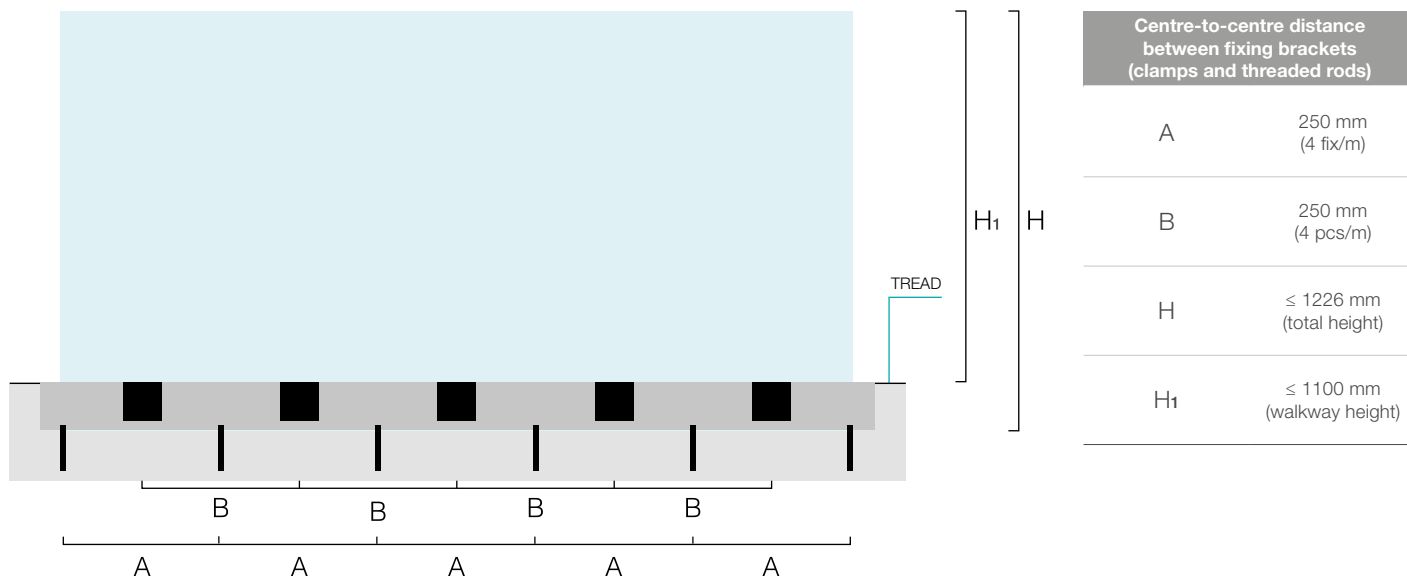 H1
H
TREAD
B
B
B
B
A
A
A
A
A
Centre-to-centre distance
between fixing brackets
(clamps and threaded rods)
A
250 mm
(4 fix/m)
B
250 mm
(4 pcs/m)
H
≤ 1226 mm
(total height)
H1
≤ 1100 mm
(walkway height)